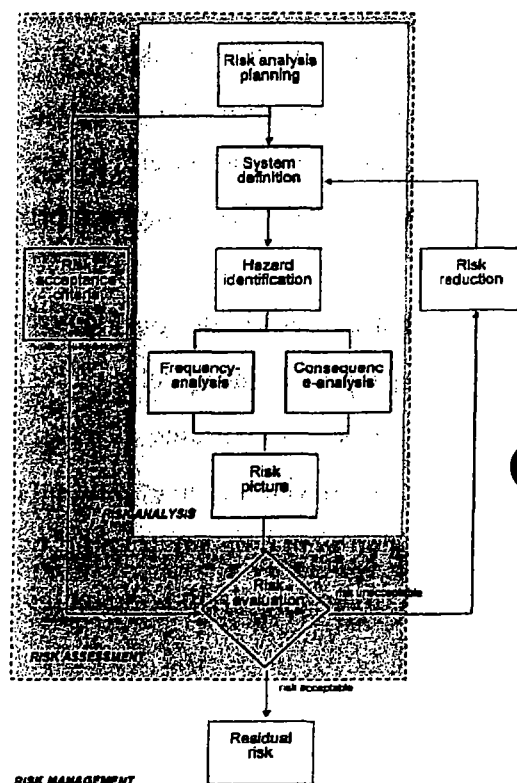 Risk analysis
planning
System
definition
Risk
acceptance
criteria
Hazard
identification
Risk
reduction
Frequency-
analysis
Consequenc
e-analysis
Risk
picture
RISK ANALYSIS
Risk
evaluation
risk unacceptable
RISK ASSESSMENT
risk acceptable
Residual
risk
RISK MANAGEMENT